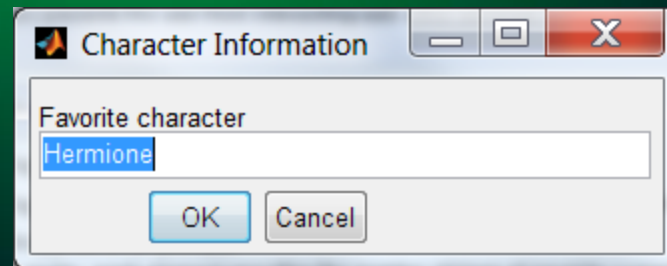 Character Information
Favorite character
Hermione
OK Cancel